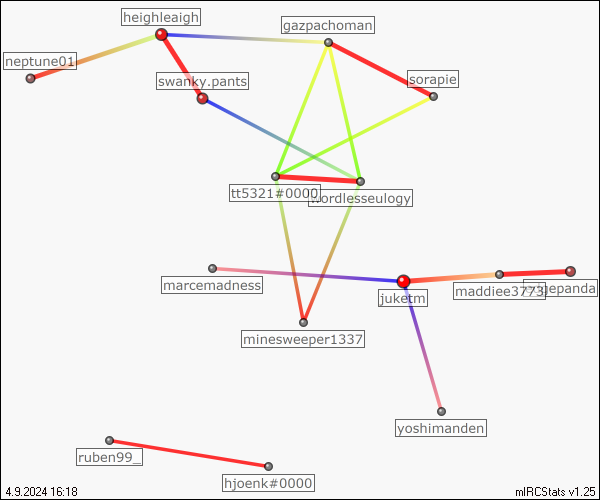 heighleaigh
gazpachoman
neptune01
swanky.pants
sorapie
tt5321#0000
wordlesseulogy
marcemadness
juketm
maddiee3773
panda
minesweeper1337
yoshimanden
ruben99_
hjoenk#0000
4.9.2024 16:18
mIRCStats v1.25